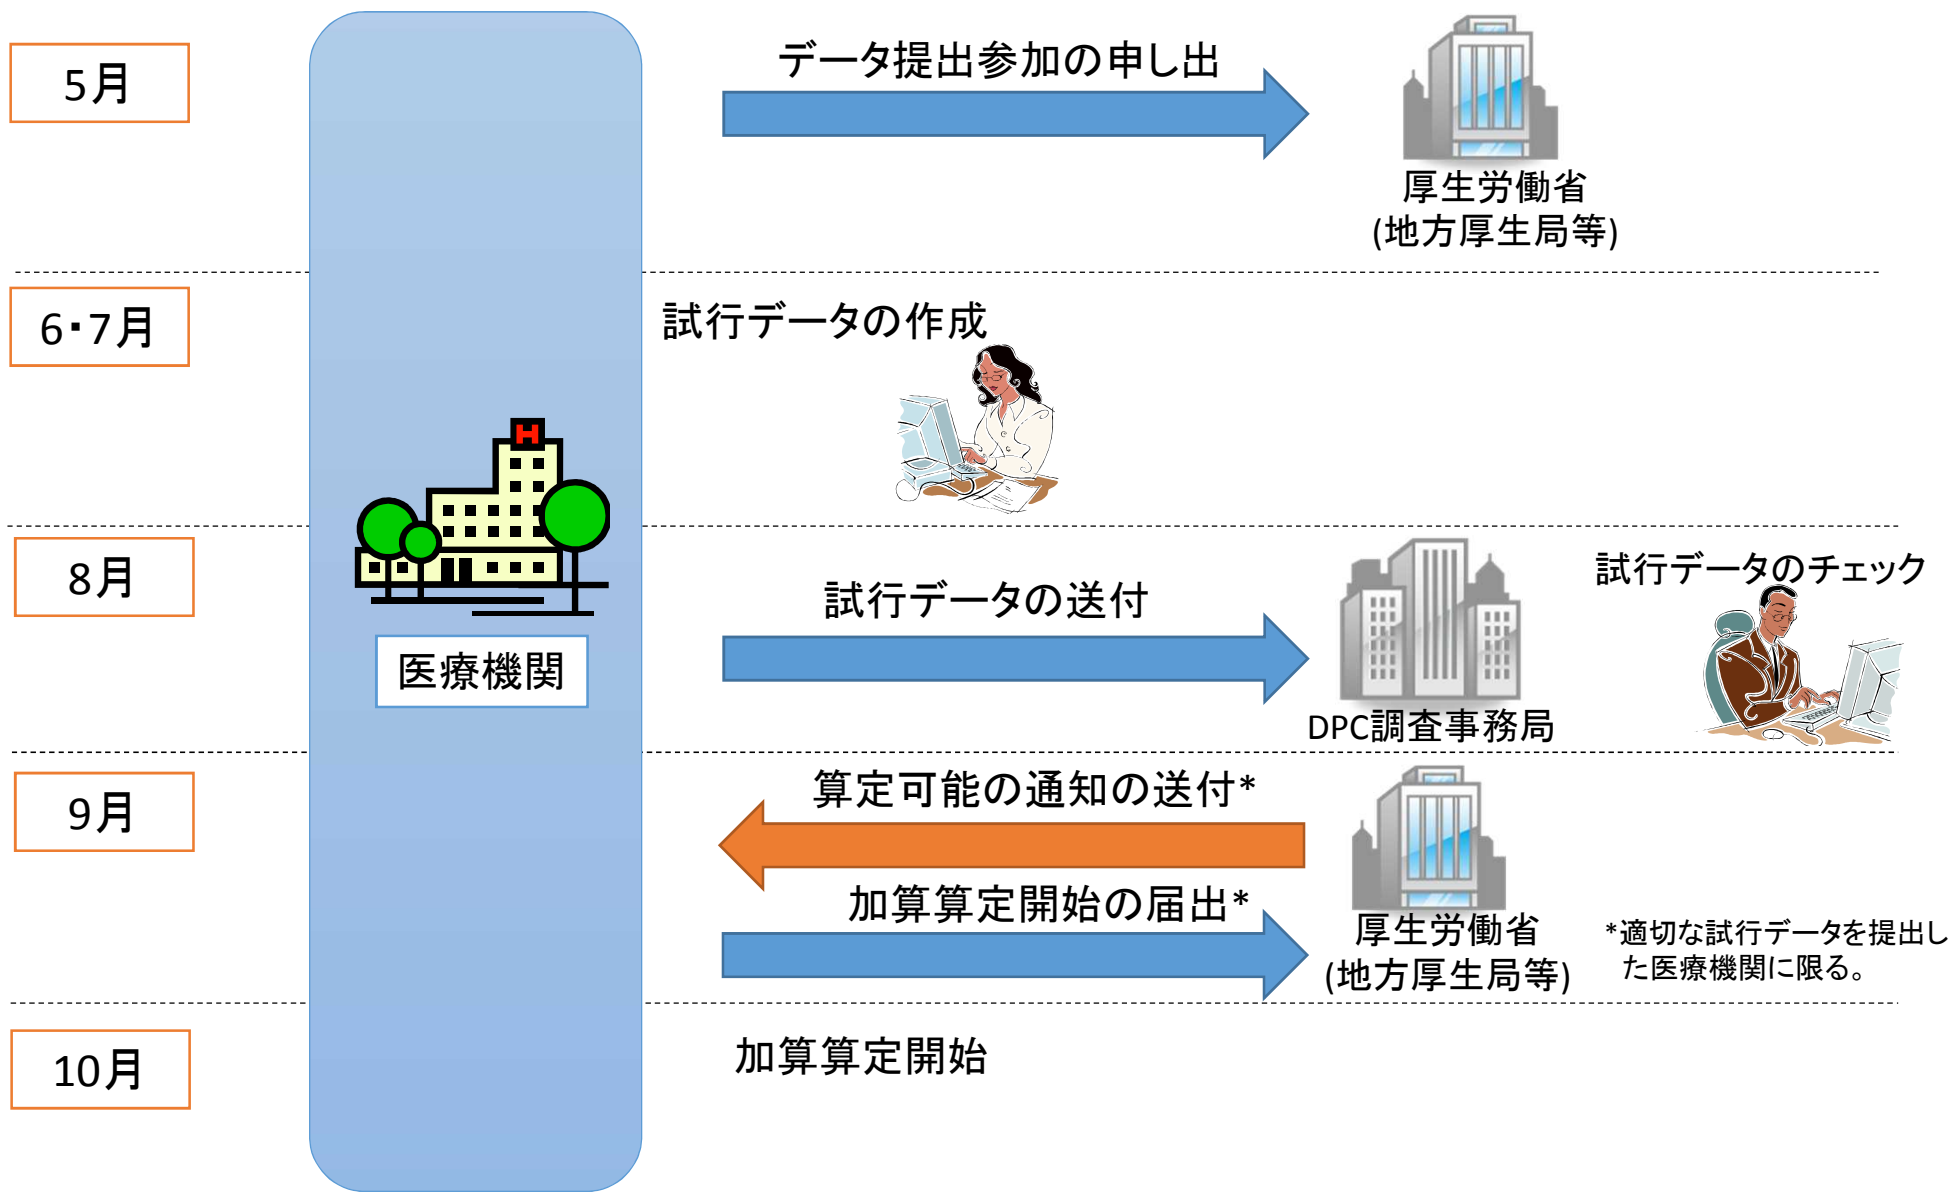 5月
データ提出参加の申し出
厚生労働省
(地方厚生局等)
6・7月
試行データの作成
8月
医療機関
試行データの送付
DPC調査事務局
試行データのチェック
9月
算定可能の通知の送付*
加算算定開始の届出*
厚生労働省
(地方厚生局等)
*適切な試行データを提出し
た医療機関に限る。
10月
加算算定開始
H